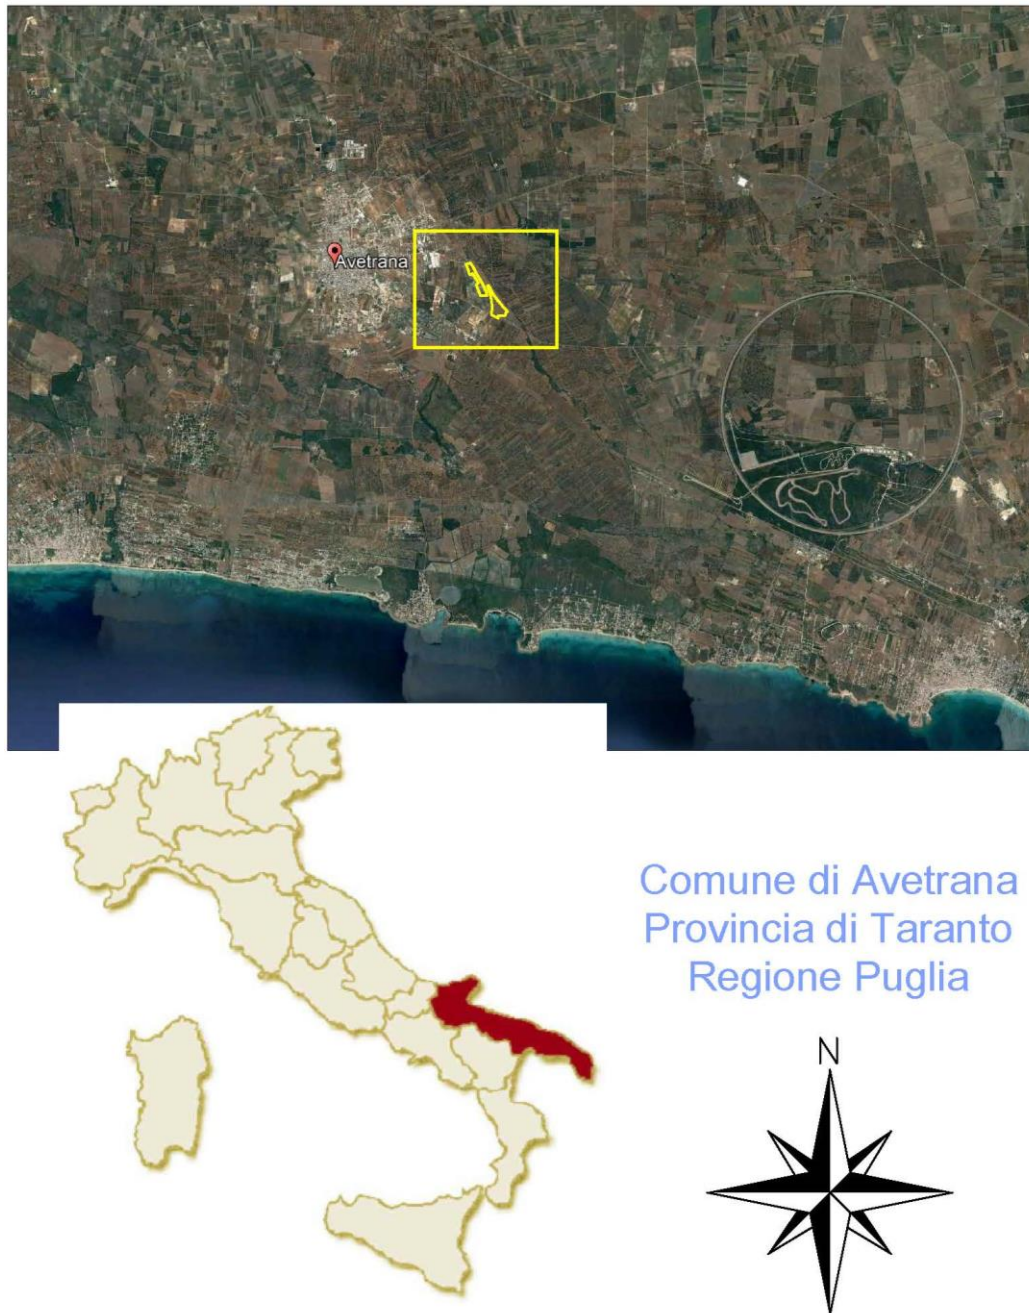 Avetrana
Comune di Avetrana
Provincia di Taranto
Regione Puglia
N